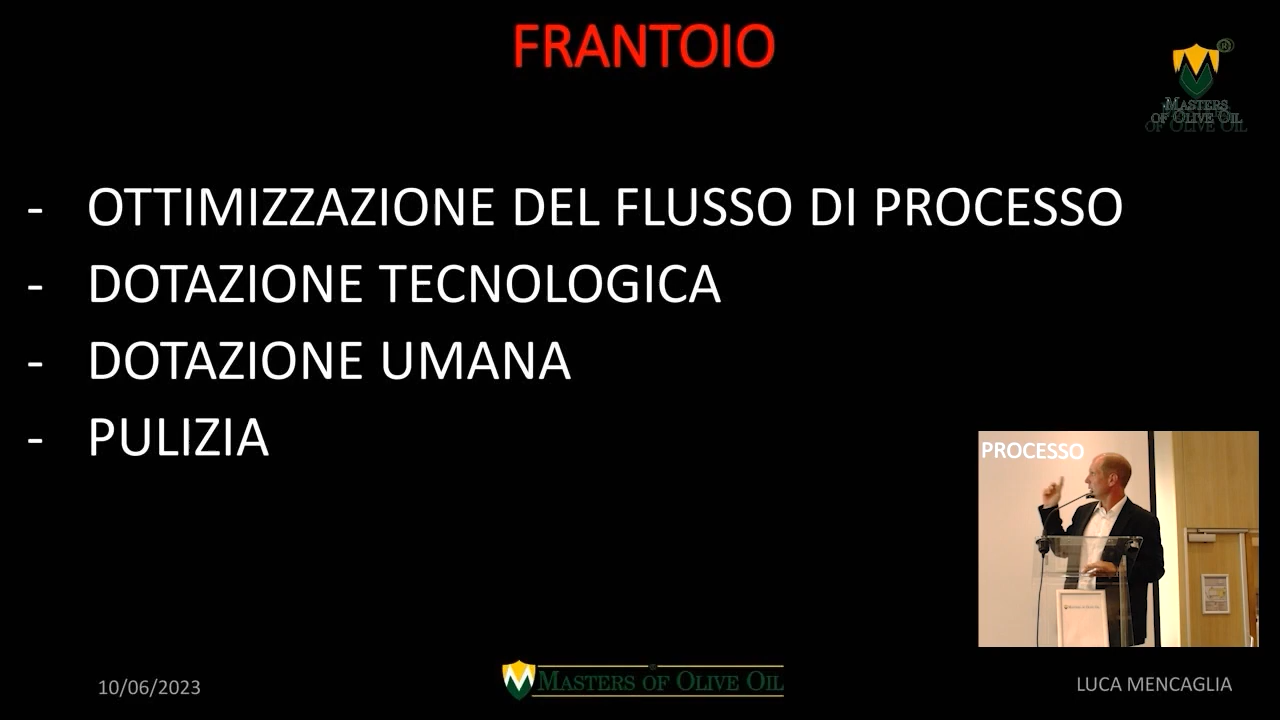 FRANTOIO
®
MASTERS
OF OLIVE OIL
- OTTIMIZZAZIONE DEL FLUSSO DI PROCESSO
- DOTAZIONE TECNOLOGICA
- DOTAZIONE UMANA
- PULIZIA
PROCESSO
10/06/2023
MASTERS OF OLIVE OIL
LUCA MENCAGLIA